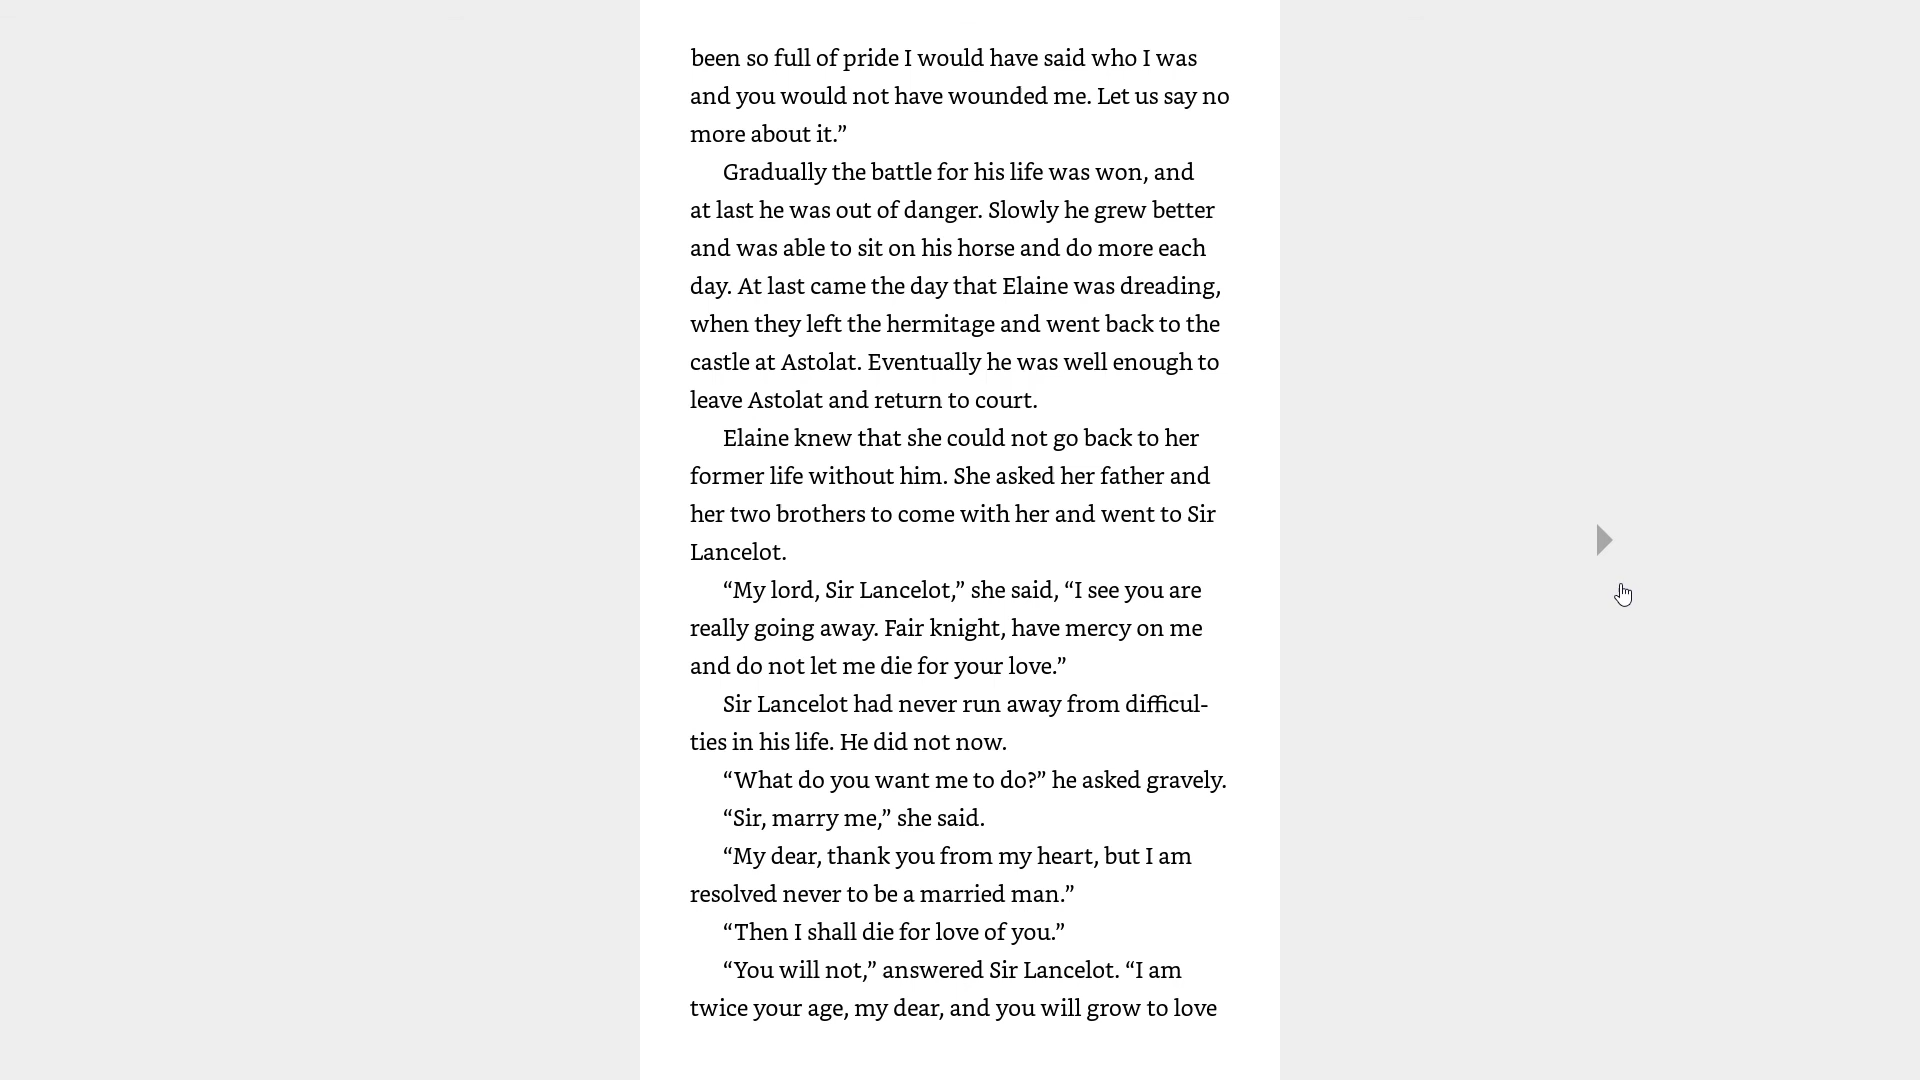 been so full of pride I would have said who I was
and you would not have wounded me. Let us say no
more about it.”
Gradually the battle for his life was won, and
at last he was out of danger. Slowly he grew better
and was able to sit on his horse and do more each
day. At last came the day that Elaine was dreading,
when they left the hermitage and went back to the
castle at Astolat. Eventually he was well enough to
leave Astolat and return to court.
Elaine knew that she could not go back to her
former life without him. She asked her father and
her two brothers to come with her and went to Sir
Lancelot.
“My lord, Sir Lancelot,” she said, “I see you are
really going away. Fair knight, have mercy on me
and do not let me die for your love.”
Sir Lancelot had never run away from difficul-
ties in his life. He did not now.
“What do you want me to do?” he asked gravely.
“Sir, marry me,” she said.
“My dear, thank you from my heart, but I am
resolved never to be a married man.”
“Then I shall die for love of you.”
“You will not,” answered Sir Lancelot. “I am
twice your age, my dear, and you will grow to love